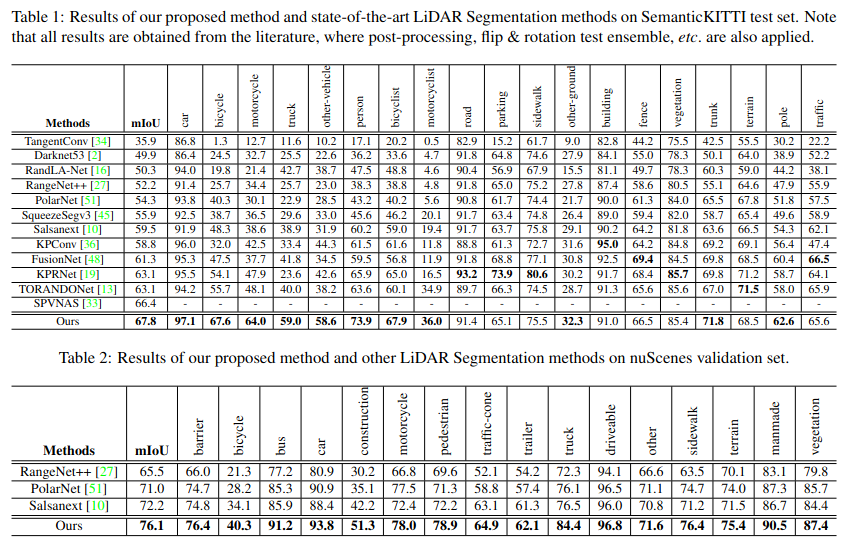 Table 1: Results of our proposed method and state-of-the-art LiDAR Segmentation methods on SemanticKITTI test set. Note
that all results are obtained from the literature, where post-processing, flip & rotation test ensemble, etc. are also applied.
Methods mIoU car bicycle motorcycle truck other-vehicle person bicyclist motorcyclist road parking sidewalk other-ground building fence vegetation trunk terrain pole traffic
TangentConv [34] 35.9 86.8 1.3 12.7 11.6 10.2 17.1 20.2 0.5 82.9 15.2 61.7 9.0 82.8 44.2 75.5 42.5 55.5 30.2 22.2
Darknet53 [2] 49.9 86.4 24.5 32.7 25.5 22.6 36.2 33.6 4.7 91.8 64.8 74.6 27.9 84.1 55.0 78.3 50.1 64.0 38.9 52.2
RandLA-Net [16] 50.3 94.0 19.8 21.4 42.7 38.7 47.5 48.8 4.6 90.4 56.9 67.9 15.5 81.1 49.7 78.3 60.3 59.0 44.2 38.1
RangeNet++ [27] 52.2 91.4 25.7 34.4 25.7 23.0 38.3 38.8 4.8 91.8 65.0 75.2 27.8 87.4 58.6 80.5 55.1 64.6 47.9 55.9
PolarNet [51] 54.3 93.8 40.3 30.1 22.9 28.5 43.2 40.2 5.6 90.8 61.7 74.4 21.7 90.0 61.3 84.0 65.5 67.8 51.8 57.5
SqueezeSegv3 [45] 55.9 92.5 38.7 36.5 29.6 33.0 45.6 46.2 20.1 91.7 63.4 74.8 26.4 89.0 59.4 82.0 58.7 65.4 49.6 58.9
Salsanext [10] 59.5 91.9 48.3 38.6 38.9 31.9 60.2 59.0 19.4 91.7 63.7 75.8 29.1 90.2 64.2 81.8 63.6 66.5 54.3 62.1
KPConv [36] 58.8 96.0 32.0 42.5 33.4 44.3 61.5 61.6 11.8 88.8 61.3 72.7 31.6 95.0 64.2 84.8 69.2 69.1 56.4 47.4
FusionNet [48] 61.3 95.3 47.5 37.7 41.8 34.5 59.5 56.8 11.9 91.8 68.8 77.1 30.8 92.5 69.4 84.5 69.8 68.5 60.4 66.5
KPRNet [19] 63.1 95.5 54.1 47.9 23.6 42.6 65.9 65.0 16.5 93.2 73.9 80.6 30.2 91.7 68.4 85.7 69.8 71.2 58.7 64.1
TORANDONet [13] 63.1 94.2 55.7 48.1 40.0 38.2 63.6 60.1 34.9 89.7 66.3 74.5 28.7 91.3 65.6 85.6 67.0 71.5 58.0 65.9
SPVNAS [33] 66.4 - - - - - - - - - - - - - - - - - - -
Ours 67.8 97.1 67.6 64.0 59.0 58.6 73.9 67.9 36.0 91.4 65.1 75.5 32.3 91.0 66.5 85.4 71.8 68.5 62.6 65.6
Table 2: Results of our proposed method and other LiDAR Segmentation methods on nuScenes validation set.
Methods mIoU barrier bicycle bus car construction motorcycle pedestrian traffic-cone trailer truck driveable other sidewalk terrain manmade vegetation
RangeNet++ [27] 65.5 66.0 21.3 77.2 80.9 30.2 66.8 69.6 52.1 54.2 72.3 94.1 66.6 63.5 70.1 83.1 79.8
PolarNet [51] 71.0 74.7 28.2 85.3 90.9 35.1 77.5 71.3 58.8 57.4 76.1 96.5 71.1 74.7 74.0 87.3 85.7
Salsanext [10] 72.2 74.8 34.1 85.9 88.4 42.2 72.4 72.2 63.1 61.3 76.5 96.0 70.8 71.2 71.5 86.7 84.4
Ours 76.1 76.4 40.3 91.2 93.8 51.3 78.0 78.9 64.9 62.1 84.4 96.8 71.6 76.4 75.4 90.5 87.4